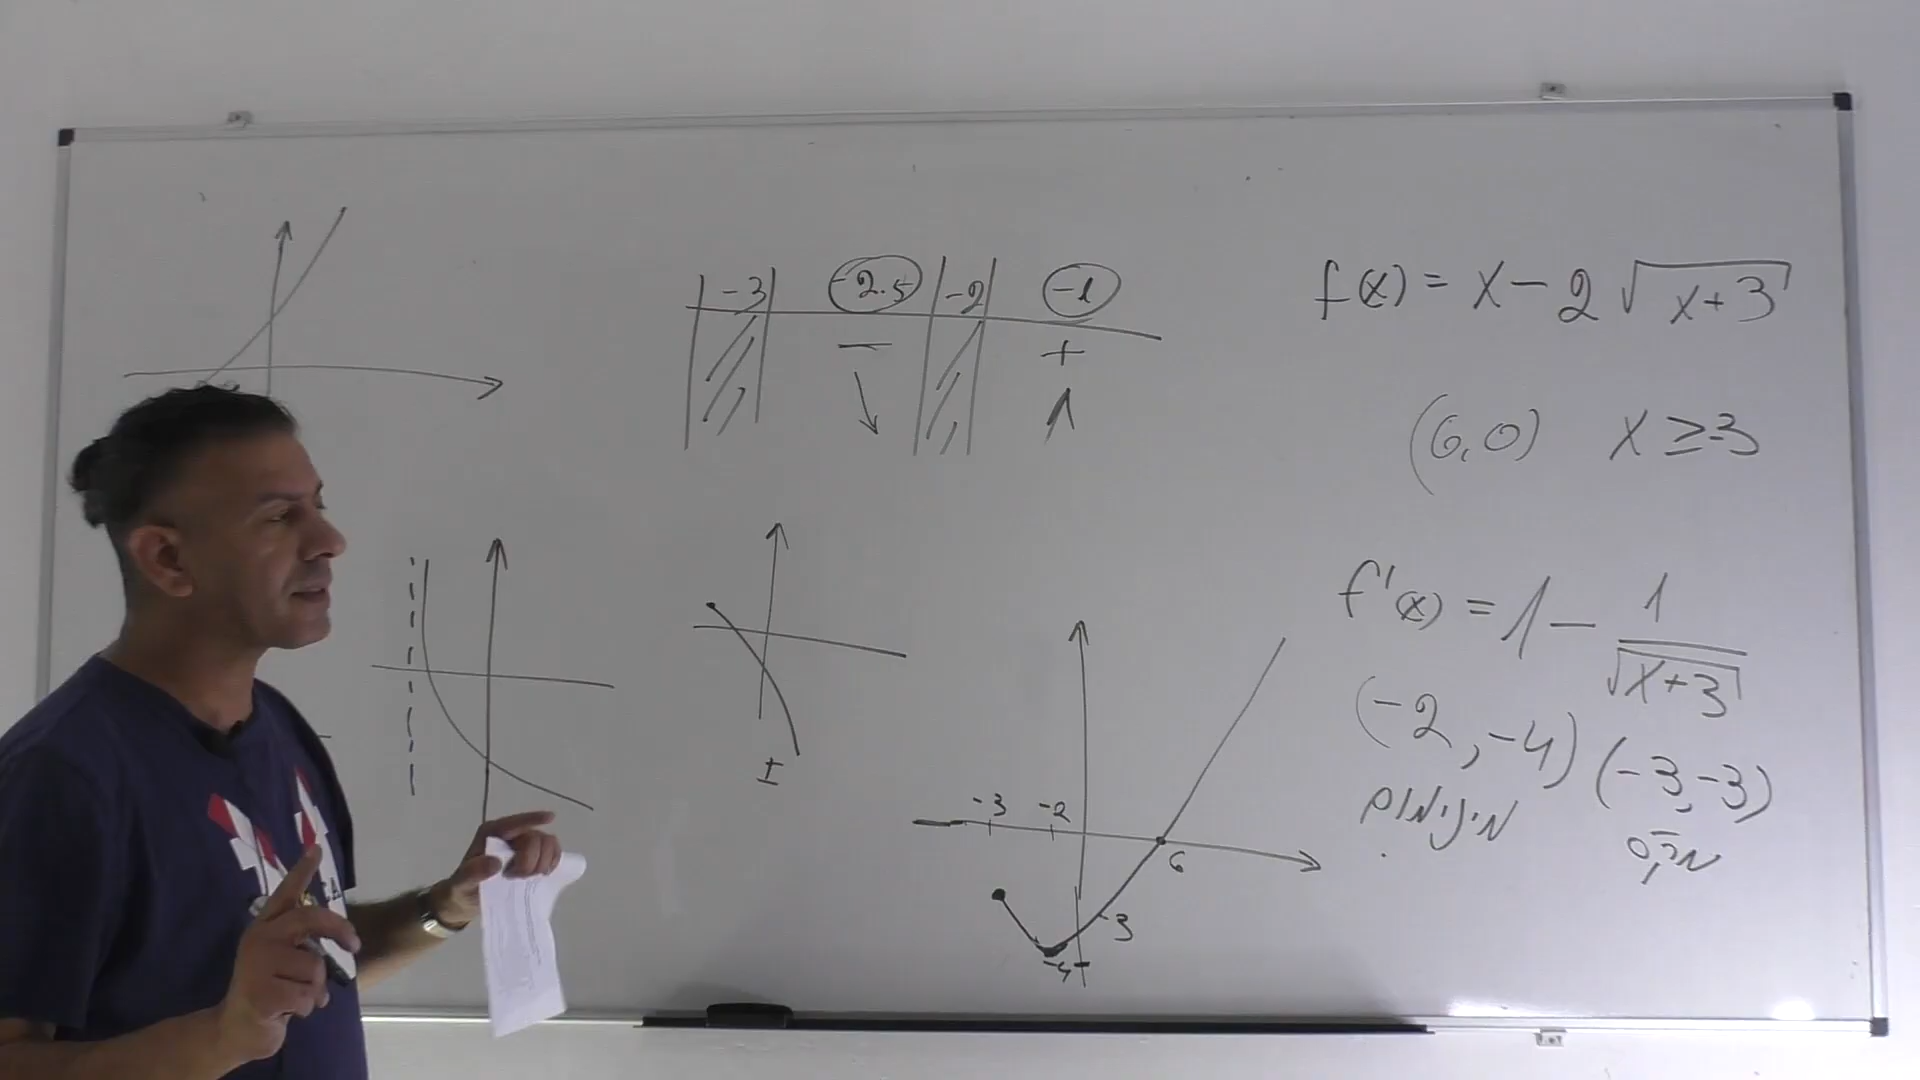 -3 -2.5 -2 -1
− +
f(x) = x - 2√(x+3)
(6,0) x ≥ -3
f'(x) = 1 - 1/√(x+3)
(-2, -4) (-3, -3)
מינימום מקס
I
-3 -2
6
-3
-4